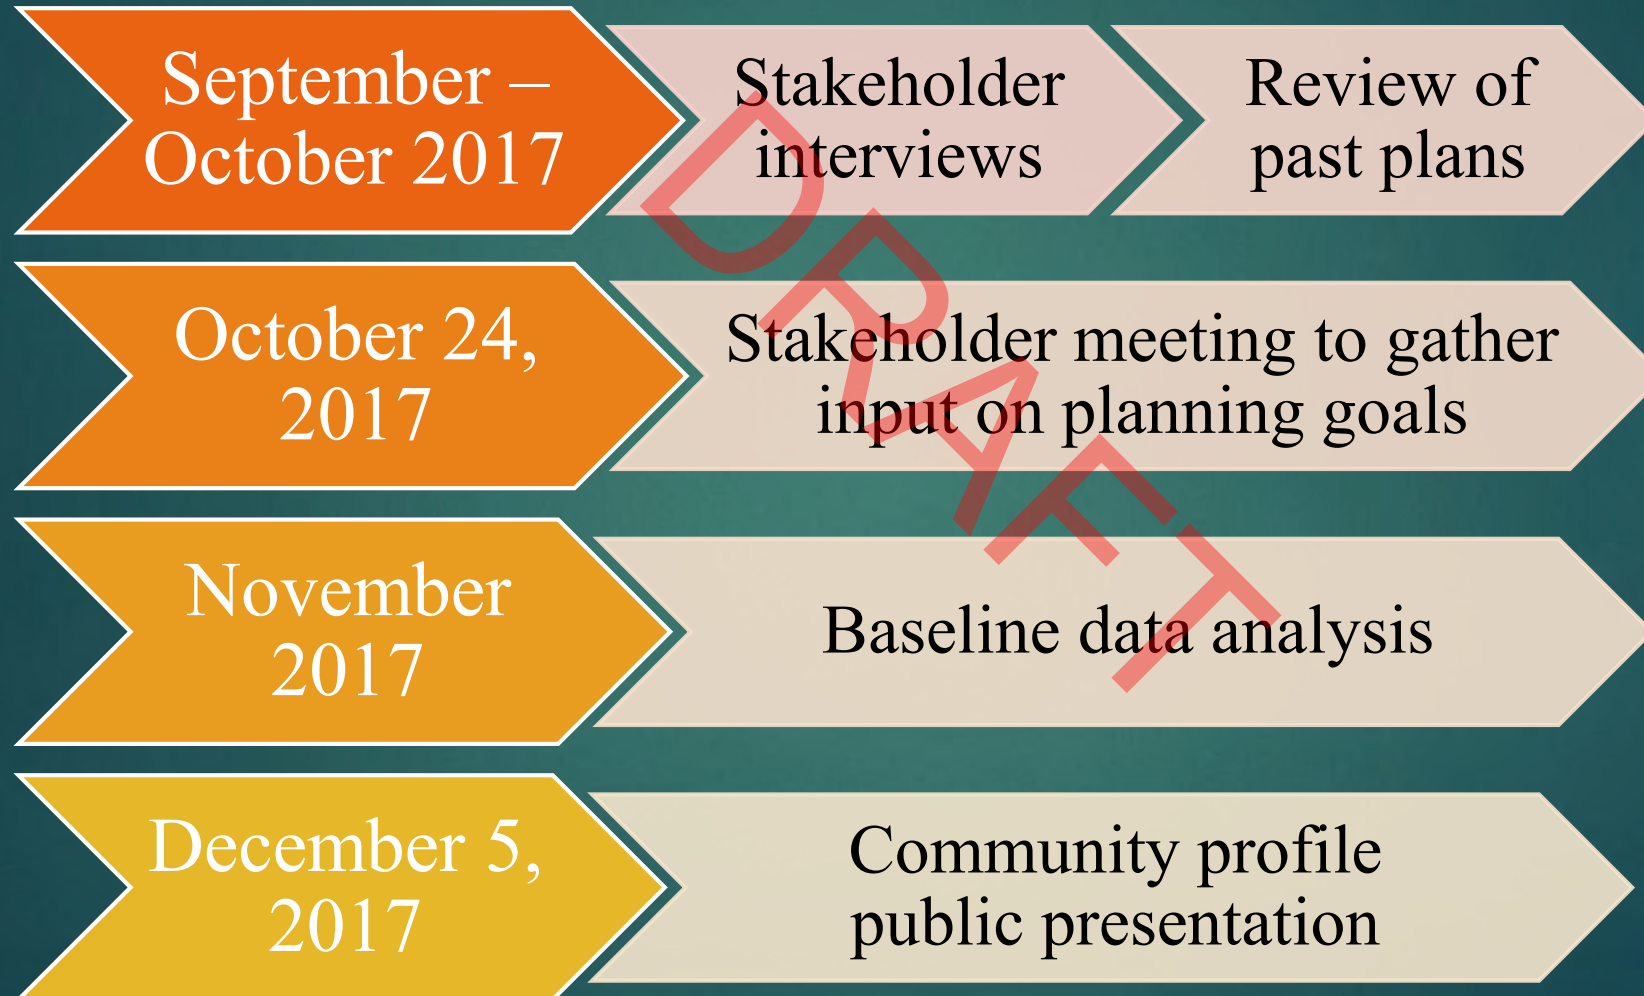 September –
October 2017
Stakeholder
interviews
Review of
past plans
October 24,
2017
Stakeholder meeting to gather
input on planning goals
November
2017
Baseline data analysis
December 5,
2017
Community profile
public presentation
DRAFT